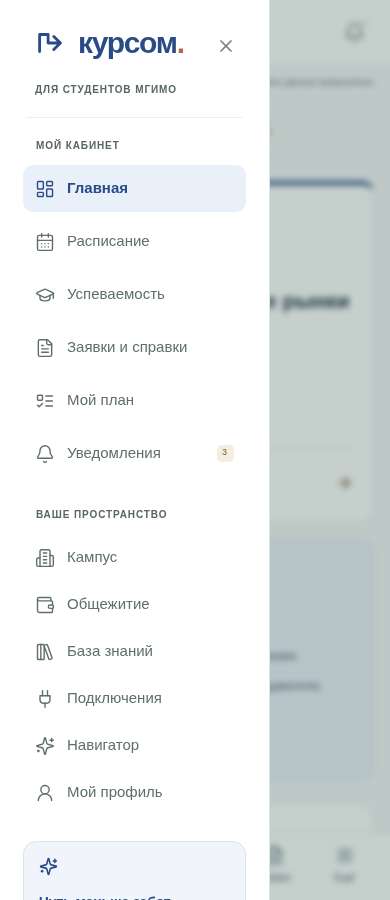 курсом.
ДЛЯ СТУДЕНТОВ МГИМО
МОЙ КАБИНЕТ
Главная
Расписание
Успеваемость
Заявки и справки
Мой план
Уведомления 3
ВАШЕ ПРОСТРАНСТВО
Кампус
Общежитие
База знаний
Подключения
Навигатор
Мой профиль
рынки